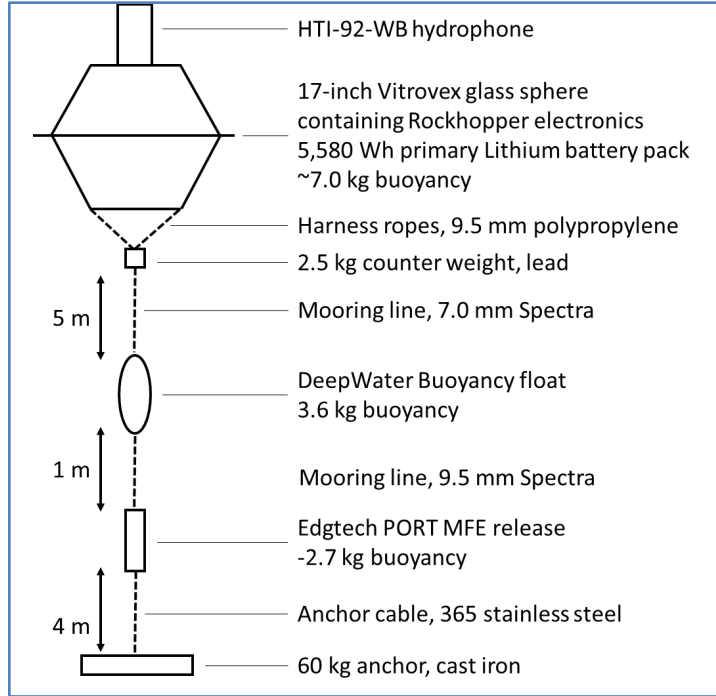 HTI-92-WB hydrophone
17-inch Vitrovex glass sphere
containing Rockhopper electronics
5,580 Wh primary Lithium battery pack
~7.0 kg buoyancy
Harness ropes, 9.5 mm polypropylene
2.5 kg counter weight, lead
5 m
Mooring line, 7.0 mm Spectra
DeepWater Buoyancy float
3.6 kg buoyancy
1 m
Mooring line, 9.5 mm Spectra
Edgtech PORT MFE release
-2.7 kg buoyancy
4 m
Anchor cable, 365 stainless steel
60 kg anchor, cast iron